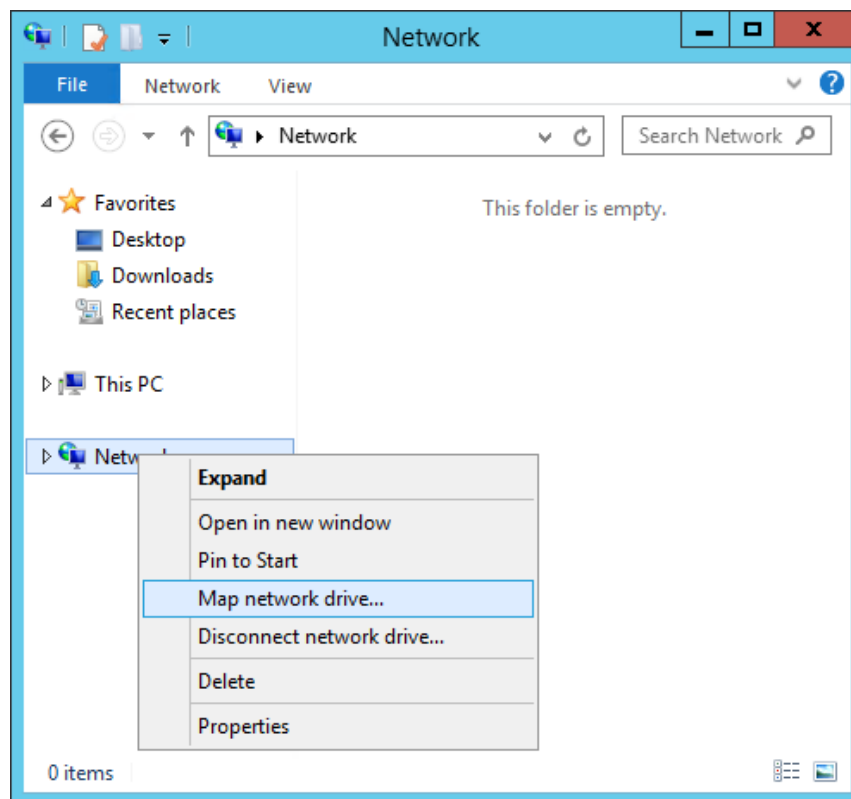 Network
File Network View
Network
Search Network
Favorites
This folder is empty.
Desktop
Downloads
Recent places
This PC
Expand
Open in new window
Pin to Start
Map network drive...
Disconnect network drive...
Delete
Properties
0 items